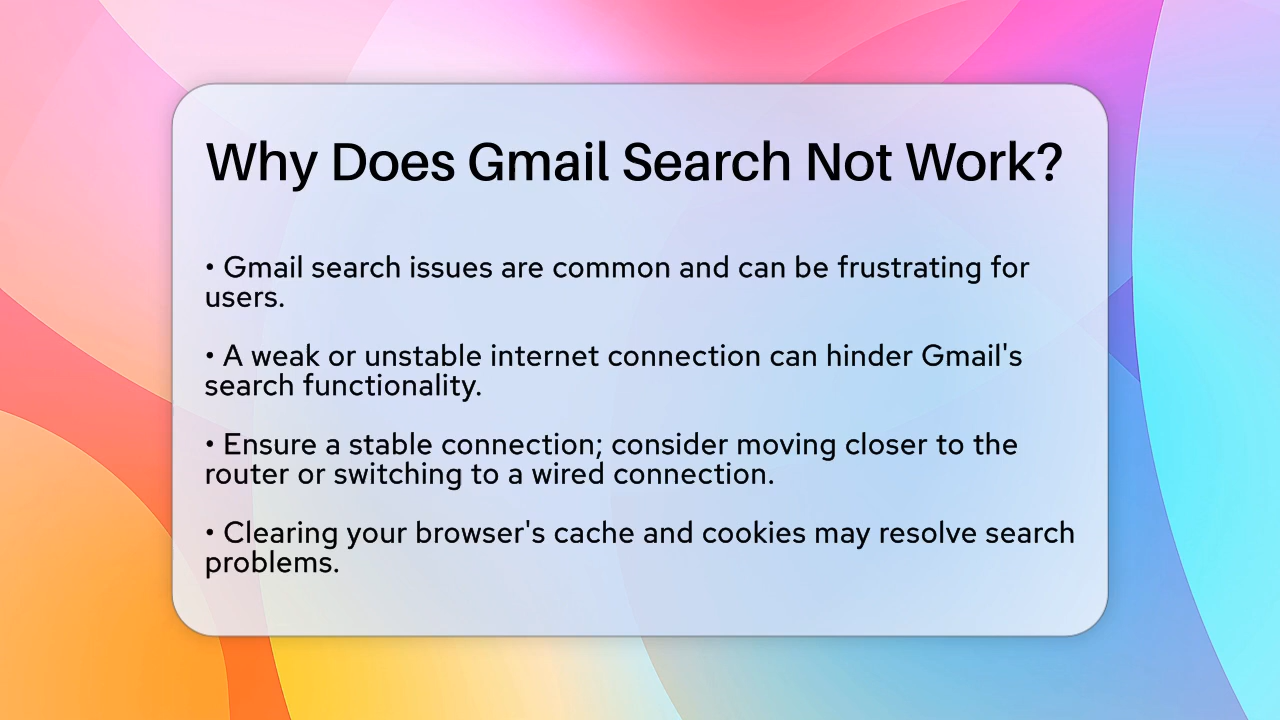 Why Does Gmail Search Not Work?
• Gmail search issues are common and can be frustrating for
users.
• A weak or unstable internet connection can hinder Gmail's
search functionality.
• Ensure a stable connection; consider moving closer to the
router or switching to a wired connection.
• Clearing your browser's cache and cookies may resolve search
problems.